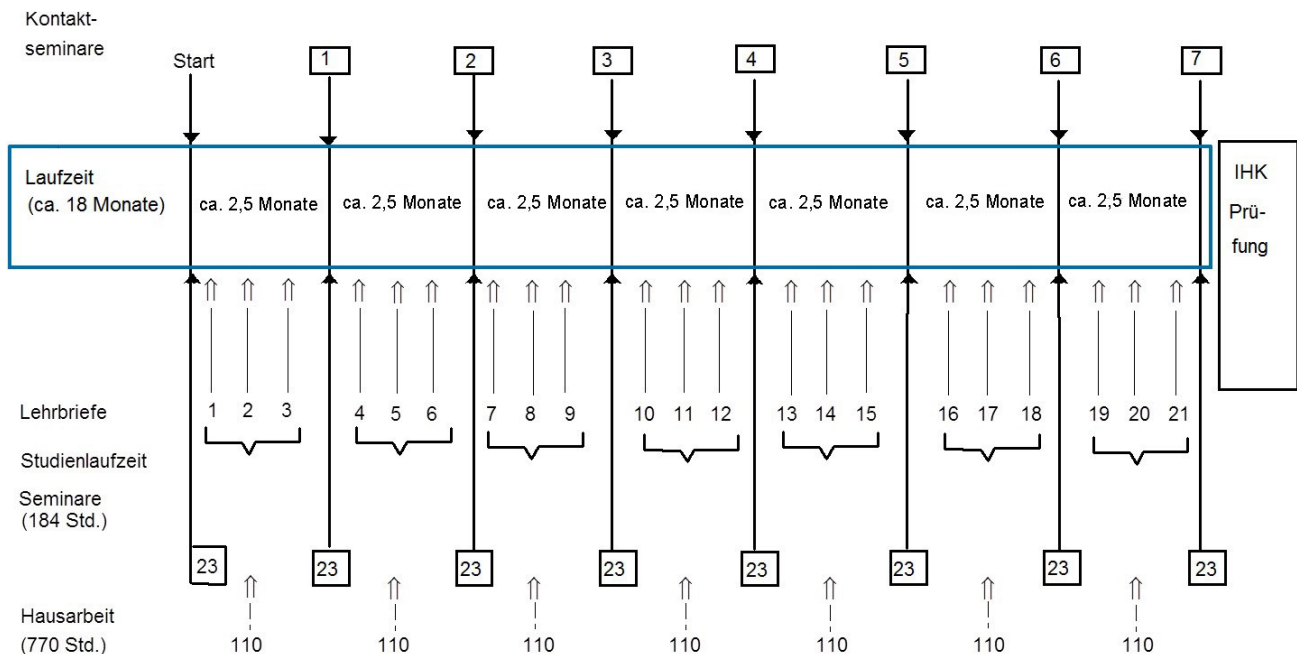 Kontakt-
seminare
Start
1
2
3
4
5
6
7
Laufzeit
(ca. 18 Monate)
ca. 2,5 Monate
ca. 2,5 Monate
ca. 2,5 Monate
ca. 2,5 Monate
ca. 2,5 Monate
ca. 2,5 Monate
ca. 2,5 Monate
IHK
Prü-
fung
Lehrbriefe
1 2 3 4 5 6 7 8 9 10 11 12 13 14 15 16 17 18 19 20 21
Studienlaufzeit
Seminare
(184 Std.)
23 23 23 23 23 23 23 23
Hausarbeit
(770 Std.)
110 110 110 110 110 110 110